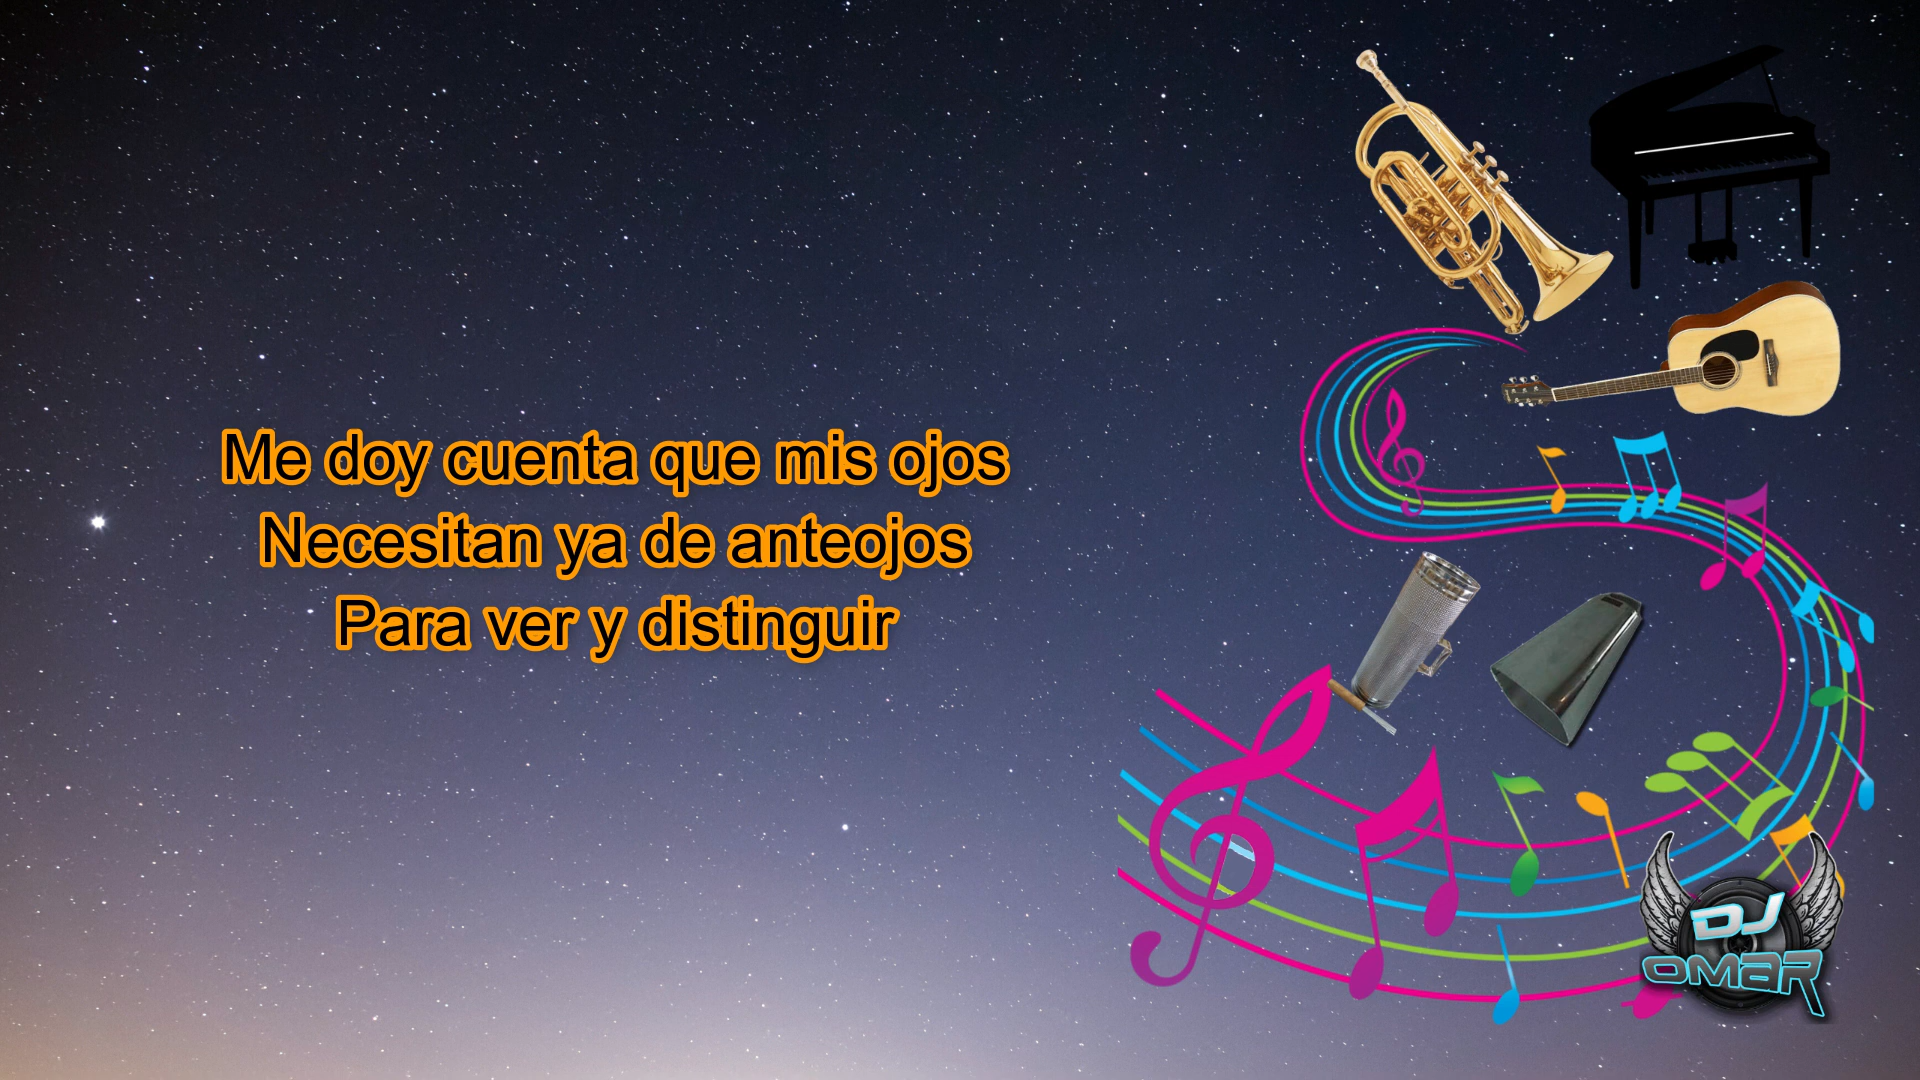 Me doy cuenta que mis ojos
Necesitan ya de anteojos
Para ver y distinguir
DJ
OMAR